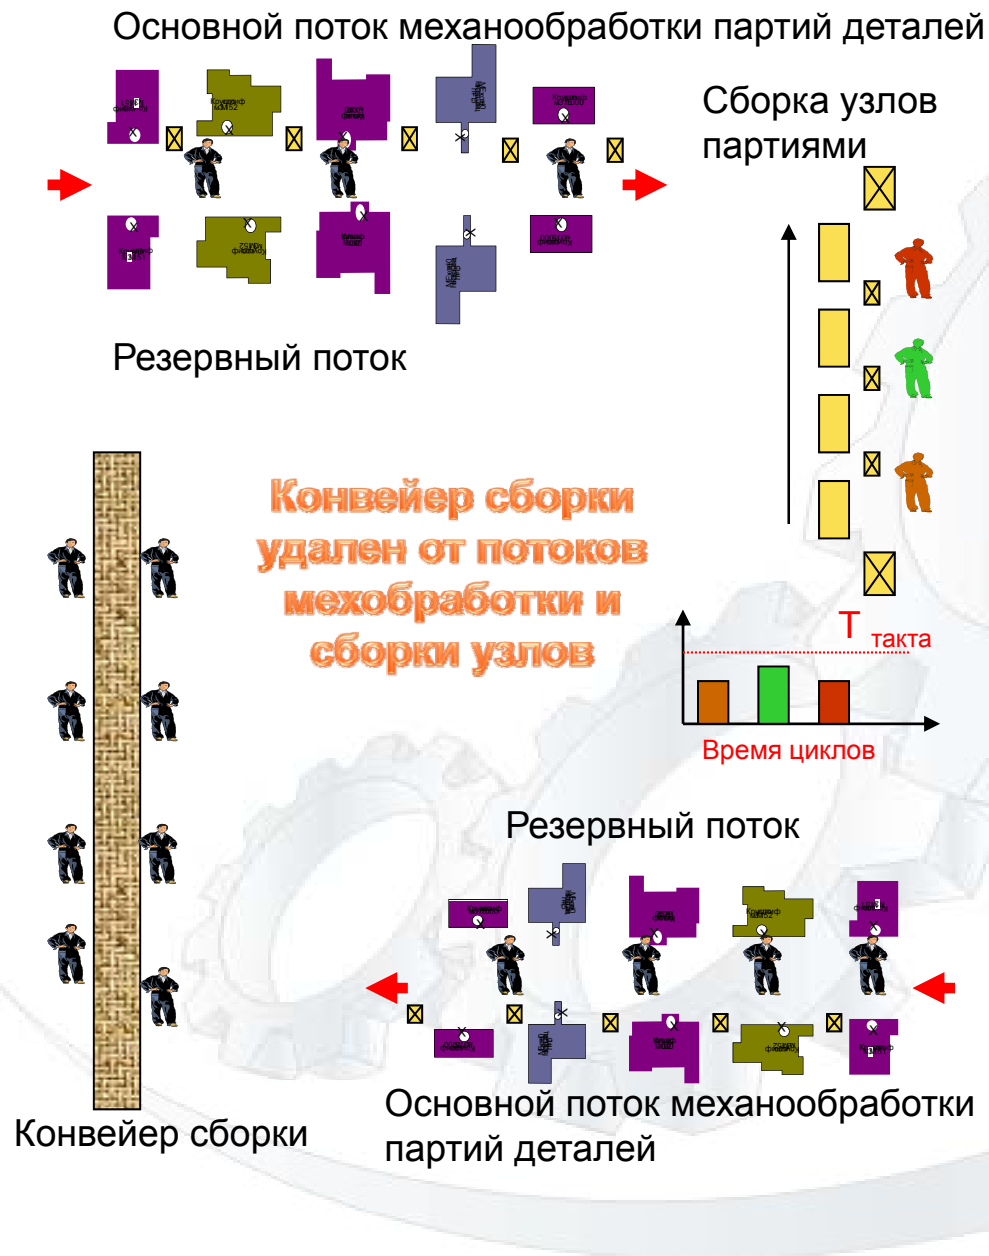 Основной поток механообработки партий деталей
Сборка узлов
партиями
Резервный поток
Конвейер сборки
удален от потоков
мехобработки и
сборки узлов
Т такта
Время циклов
Резервный поток
Основной поток механообработки
партий деталей
Конвейер сборки